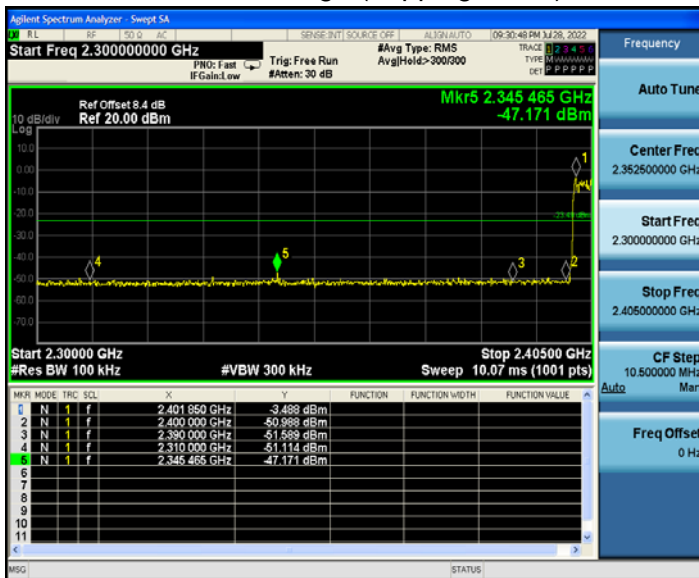 Agilent Spectrum Analyzer - Swept SA
RL RF 50 Ω AC SENSE:INT SOURCE OFF ALIGNAUTO 09:30:48 PM Jul 28, 2022
Start Freq 2.300000000 GHz #Avg Type: RMS TRACE 1 2 3 4 5 6
PNO: Fast Trig: Free Run Avg|Hold:>300/300 TYPE M
IFGain:Low #Atten: 30 dB DET P P P P P P
Frequency
Auto Tune
Center Freq
2.352500000 GHz
Start Freq
2.300000000 GHz
Stop Freq
2.405000000 GHz
CF Step
10.500000 MHz
Auto Man
Freq Offset
0 Hz
Mkr5 2.345 465 GHz
-47.171 dBm
Ref Offset 8.4 dB
10 dB/div Ref 20.00 dBm
Log
10.0
0.00
-10.0
-20.0
-30.0
-40.0
-50.0
-60.0
-70.0
1
2
3
4
5
Start 2.30000 GHz Stop 2.40500 GHz
#Res BW 100 kHz #VBW 300 kHz Sweep 10.07 ms (1001 pts)
MKR MODE TRC SCL X Y FUNCTION FUNCTION WIDTH FUNCTION VALUE
1 N 1 f 2.401 850 GHz -3.488 dBm
2 N 1 f 2.400 000 GHz -50.988 dBm
3 N 1 f 2.390 000 GHz -51.589 dBm
4 N 1 f 2.310 000 GHz -51.114 dBm
5 N 1 f 2.345 465 GHz -47.171 dBm
6
7
8
9
10
11
MSG STATUS